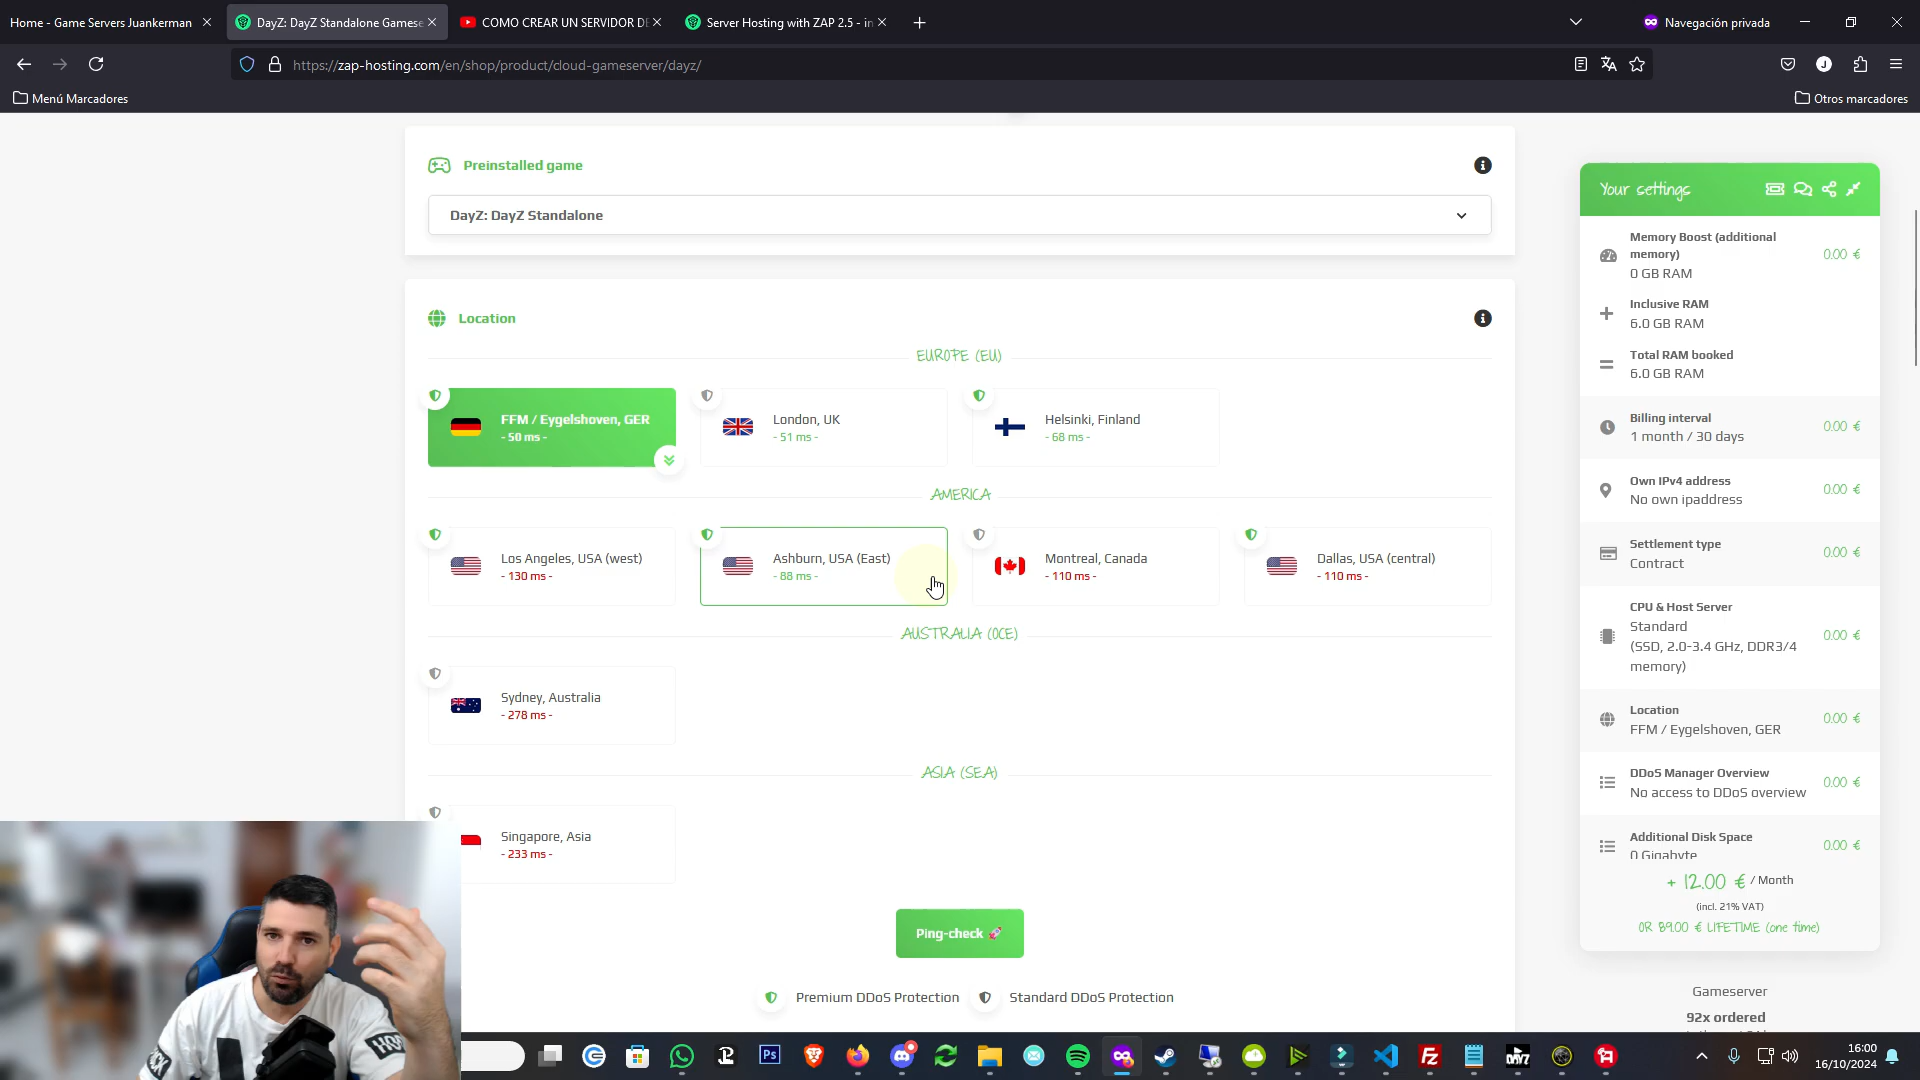 Home - Game Servers Juankerman
DayZ: DayZ Standalone Gamese
COMO CREAR UN SERVIDOR DE
Server Hosting with ZAP 2.5 - in
Navegación privada
https://zap-hosting.com/en/shop/product/cloud-gameserver/dayz/
Menú Marcadores
Otros marcadores
Preinstalled game
DayZ: DayZ Standalone
Location
EUROPE (EU)
FFM / Eygelshoven, GER
- 50 ms -
London, UK
- 51 ms -
Helsinki, Finland
- 68 ms -
AMERICA
Los Angeles, USA (west)
- 130 ms -
Ashburn, USA (East)
- 88 ms -
Montreal, Canada
- 110 ms -
Dallas, USA (central)
- 110 ms -
AUSTRALIA (OCE)
Sydney, Australia
- 278 ms -
ASIA (SEA)
Singapore, Asia
- 233 ms -
Ping-check
Premium DDoS Protection
Standard DDoS Protection
Your settings
Memory Boost (additional
memory)
0 GB RAM
0.00 €
Inclusive RAM
6.0 GB RAM
Total RAM booked
6.0 GB RAM
Billing interval
1 month / 30 days
0.00 €
Own IPv4 address
No own ipaddress
0.00 €
Settlement type
Contract
0.00 €
CPU & Host Server
Standard
(SSD, 2.0-3.4 GHz, DDR3/4
memory)
0.00 €
Location
FFM / Eygelshoven, GER
0.00 €
DDoS Manager Overview
No access to DDoS overview
0.00 €
Additional Disk Space
0 Gigabyte
0.00 €
+ 12.00 € / Month
(incl. 21% VAT)
OR 89.00 € LIFETIME (one time)
Gameserver
92x ordered
Ps
16:00
16/10/2024